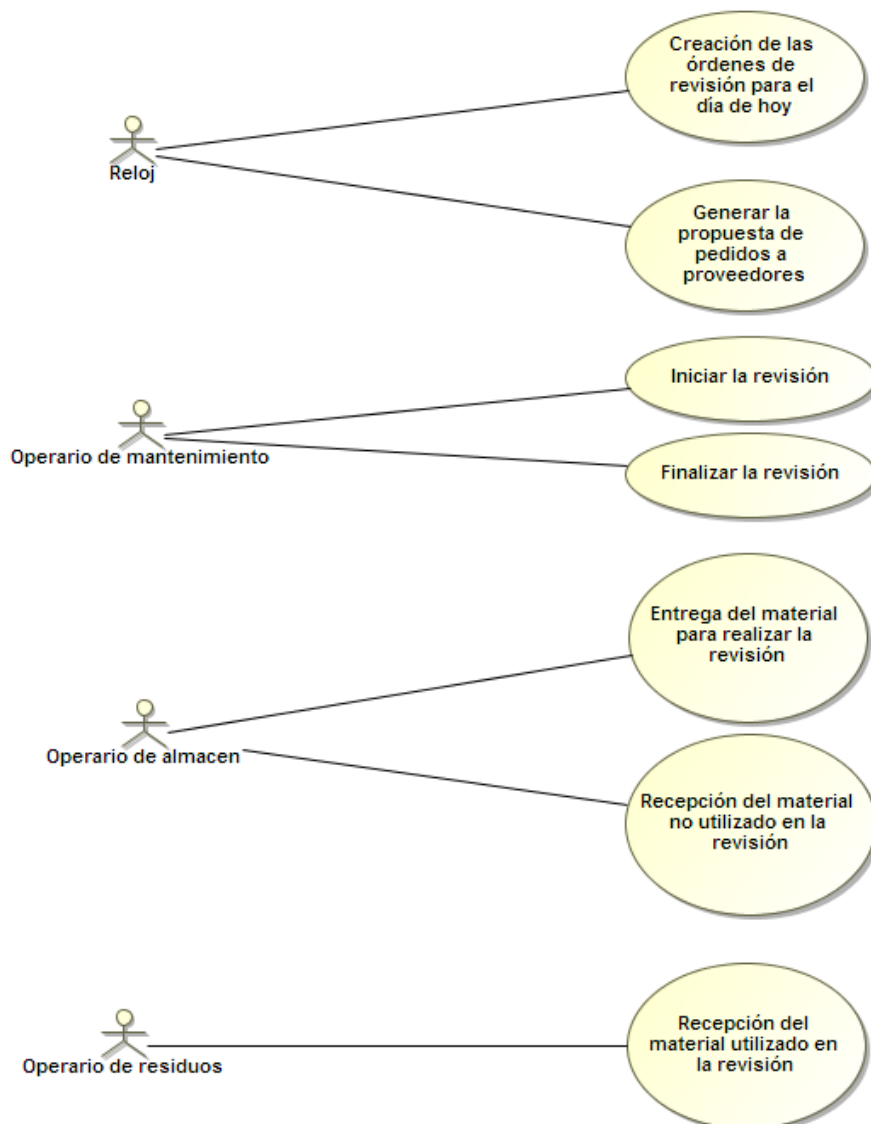 Creación de las
órdenes de
revisión para el
día de hoy
Reloj
Generar la
propuesta de
pedidos a
proveedores
Iniciar la revisión
Operario de mantenimiento
Finalizar la revisión
Entrega del material
para realizar la
revisión
Operario de almacen
Recepción del material
no utilizado en la
revisión
Recepción del
material utilizado en
la revisión
Operario de residuos